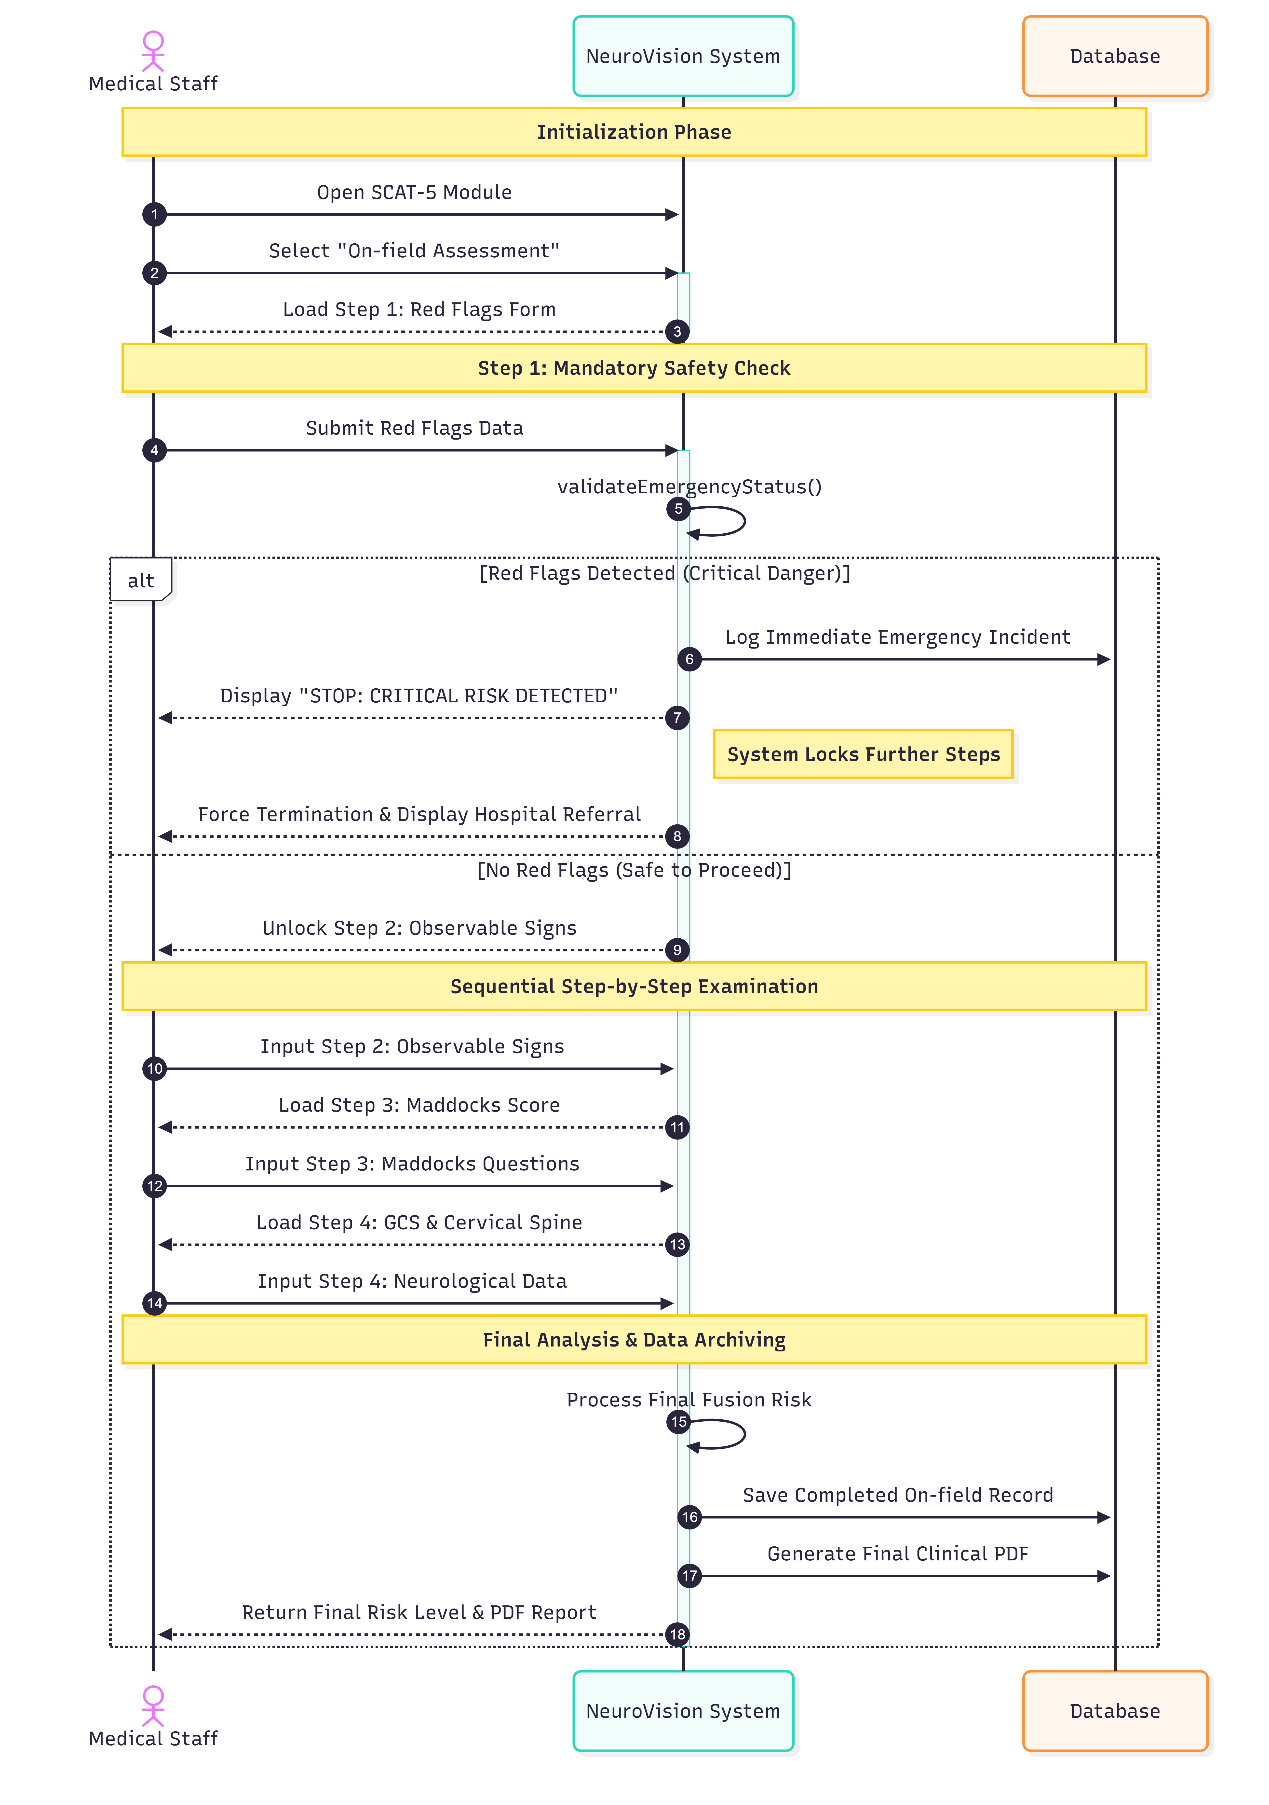 Medical Staff
NeuroVision System
Database
Initialization Phase
Open SCAT-5 Module
1
Select "On-field Assessment"
2
Load Step 1: Red Flags Form
3
Step 1: Mandatory Safety Check
Submit Red Flags Data
4
validateEmergencyStatus()
5
alt
[Red Flags Detected (Critical Danger)]
Log Immediate Emergency Incident
6
Display "STOP: CRITICAL RISK DETECTED"
7
System Locks Further Steps
Force Termination & Display Hospital Referral
8
[No Red Flags (Safe to Proceed)]
Unlock Step 2: Observable Signs
9
Sequential Step-by-Step Examination
Input Step 2: Observable Signs
10
Load Step 3: Maddocks Score
11
Input Step 3: Maddocks Questions
12
Load Step 4: GCS & Cervical Spine
13
Input Step 4: Neurological Data
14
Final Analysis & Data Archiving
Process Final Fusion Risk
15
Save Completed On-field Record
16
Generate Final Clinical PDF
17
Return Final Risk Level & PDF Report
18
Medical Staff
NeuroVision System
Database